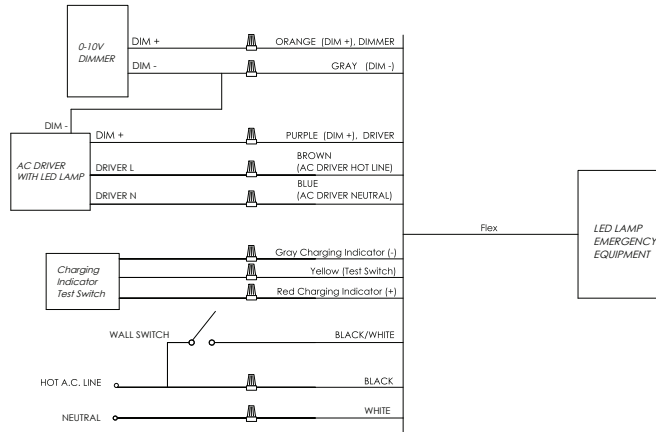 0-10V
DIMMER
DIM +
ORANGE (DIM +), DIMMER
DIM -
GRAY (DIM -)
DIM -
AC DRIVER
WITH LED LAMP
DIM +
PURPLE (DIM +), DRIVER
DRIVER L
BROWN
(AC DRIVER HOT LINE)
DRIVER N
BLUE
(AC DRIVER NEUTRAL)
Flex
LED LAMP
EMERGENCY
EQUIPMENT
Charging
Indicator
Test Switch
Gray Charging Indicator (-)
Yellow (Test Switch)
Red Charging Indicator (+)
WALL SWITCH
BLACK/WHITE
HOT A.C. LINE
BLACK
NEUTRAL
WHITE